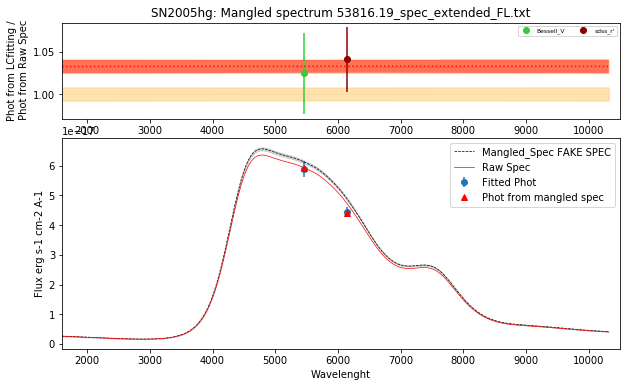 SN2005hg: Mangled spectrum 53816.19_spec_extended_FL.txt
Phot from LCfitting /
Phot from Raw Spec
1.05
1.00
Bessell_V
sdss_r'
2000 3000 4000 5000 6000 7000 8000 9000 10000
1e−17
Flux erg s-1 cm-2 A-1
6
5
4
3
2
1
0
Mangled_Spec FAKE SPEC
Raw Spec
Fitted Phot
Phot from mangled spec
2000 3000 4000 5000 6000 7000 8000 9000 10000
Wavelenght